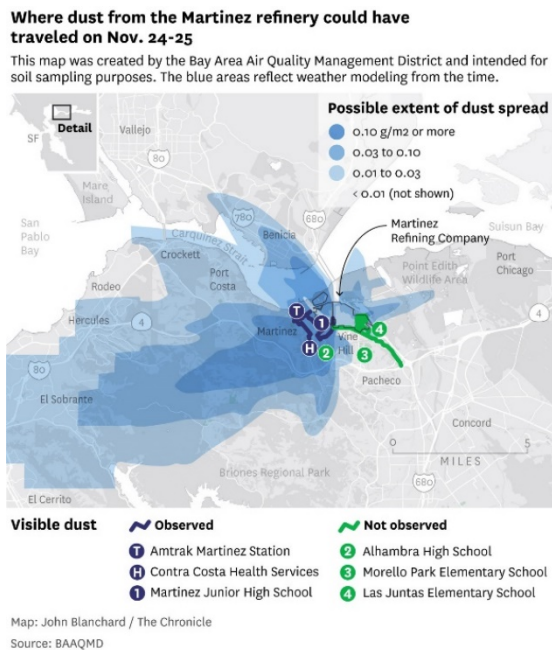 Where dust from the Martinez refinery could have
traveled on Nov. 24-25
This map was created by the Bay Area Air Quality Management District and intended for
soil sampling purposes. The blue areas reflect weather modeling from the time.
Possible extent of dust spread
0.10 g/m2 or more
0.03 to 0.10
0.01 to 0.03
< 0.01 (not shown)
SF
Detail
Vallejo
80
Mare
Island
San
Pablo
Bay
780
680
Benicia
Carquinez Strait
Martinez
Refining Company
Suisun Bay
Crockett
Port
Costa
Point Edith
Wildlife Area
Port
Chicago
Rodeo
Hercules
4
T
Martinez
1
H
2
Vine
Hill
3
4
4
Pacheco
80
El Sobrante
Concord
0
5
MILES
Briones Regional Park
680
El Cerrito
Visible dust
Observed
T Amtrak Martinez Station
H Contra Costa Health Services
1 Martinez Junior High School
Not observed
2 Alhambra High School
3 Morello Park Elementary School
4 Las Juntas Elementary School
Map: John Blanchard / The Chronicle
Source: BAAQMD